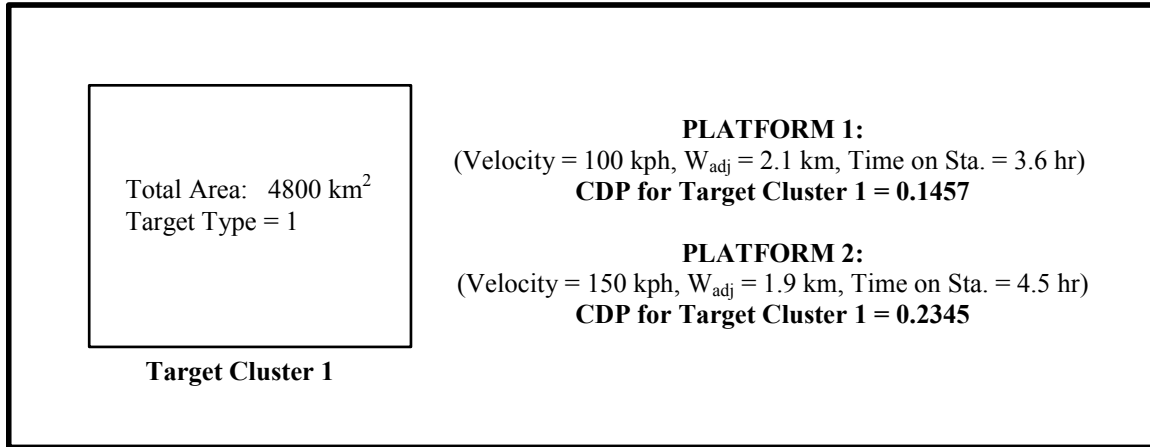 Total Area:   4800 km²
Target Type = 1
Target Cluster 1
PLATFORM 1:
(Velocity = 100 kph, Wadj = 2.1 km, Time on Sta. = 3.6 hr)
CDP for Target Cluster 1 = 0.1457
PLATFORM 2:
(Velocity = 150 kph, Wadj = 1.9 km, Time on Sta. = 4.5 hr)
CDP for Target Cluster 1 = 0.2345